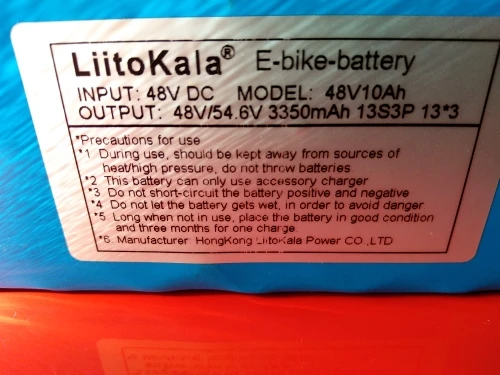 LiitoKala® E-bike-battery
INPUT: 48V DC MODEL: 48V10Ah
OUTPUT: 48V/54.6V 3350mAh 13S3P 13*3
*Precautions for use
*1 During use, should be kept away from sources of
heat/high pressure, do not throw batteries
*2 This battery can only use accessory charger
*3 Do not short-circuit the battery positive and negative
*4 Do not let the battery gets wet, in order to avoid danger
*5 Long when not in use, place the battery in good condition
and three months for one charge
*6 Manufacturer: HongKong LiitoKala Power CO.,LTD